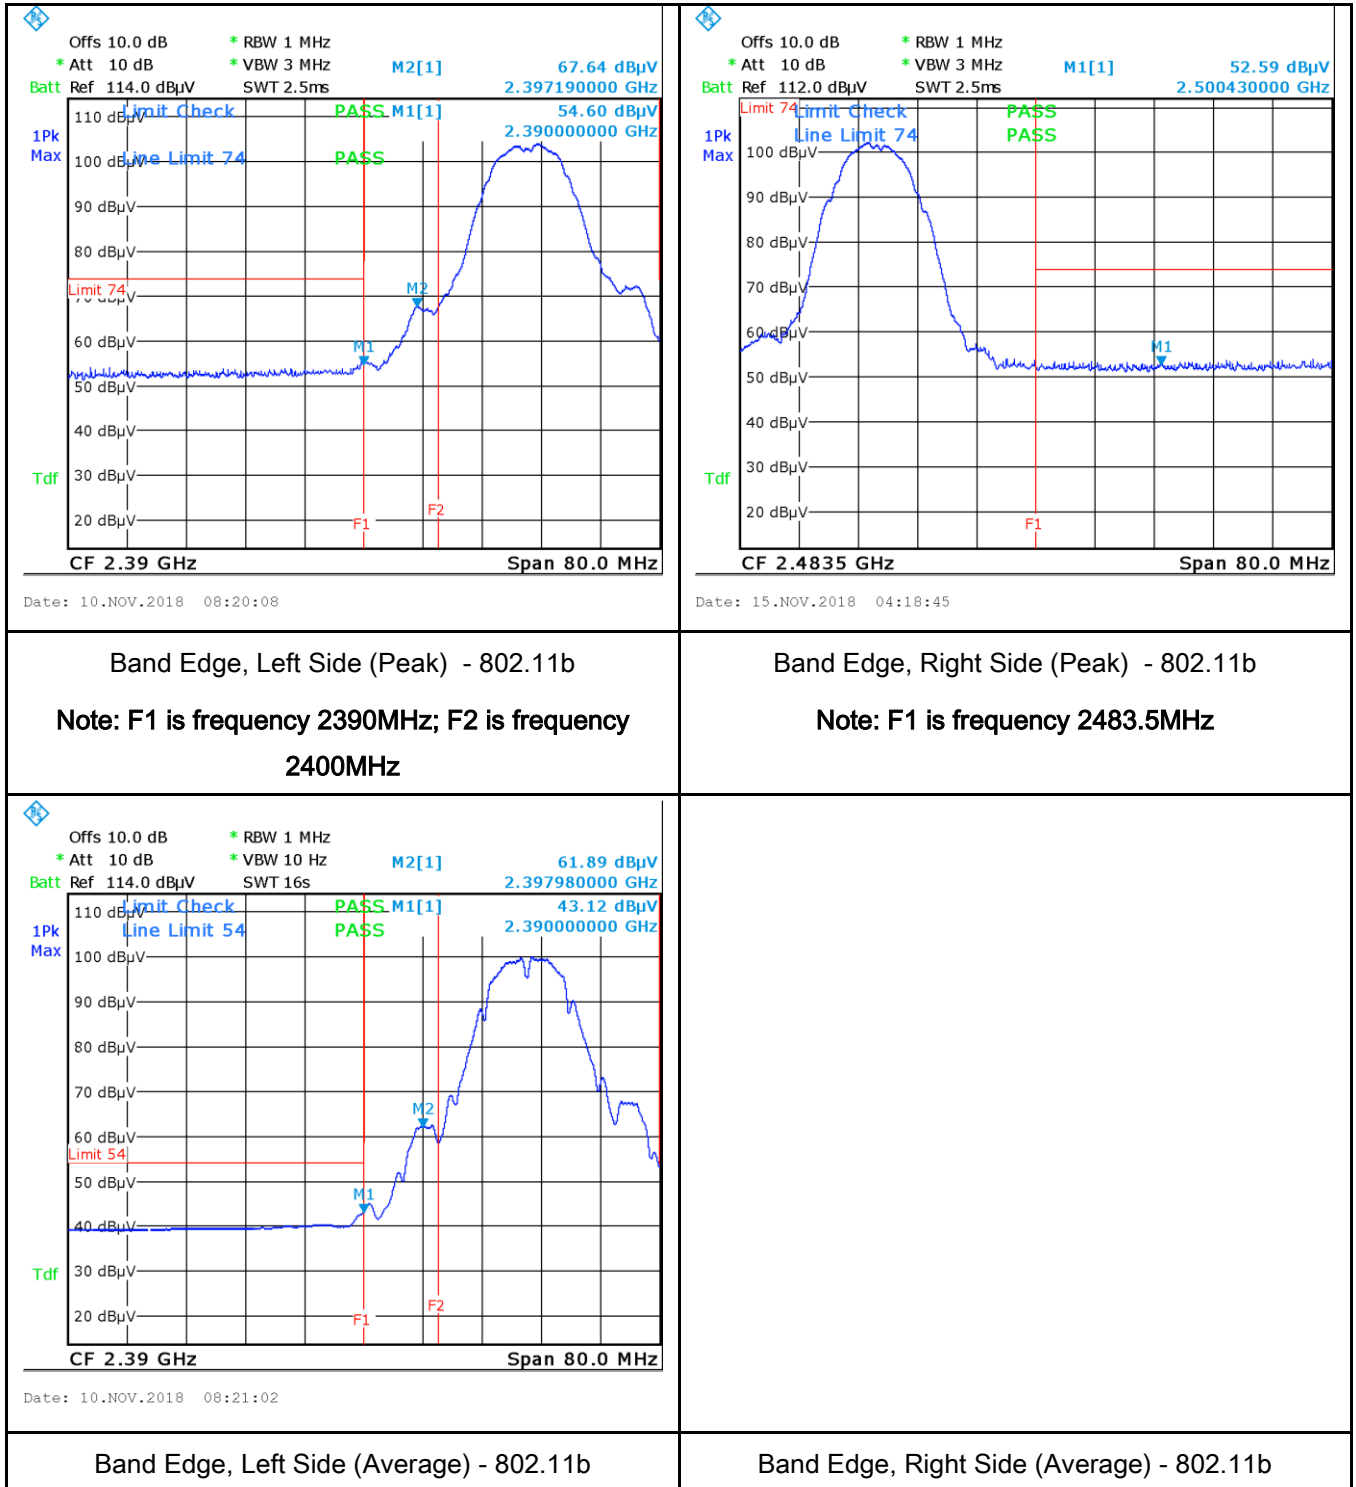 Offs 10.0 dB * RBW 1 MHz
* Att 10 dB * VBW 3 MHz M2[1] 67.64 dBµV
Batt Ref 114.0 dBµV SWT 2.5ms 2.397190000 GHz
110 dBµV Limit Check PASS M1[1] 54.60 dBµV
1Pk Max
Line Limit 74 PASS 2.390000000 GHz
100 dBµV
90 dBµV
80 dBµV
Limit 74
70 dBµV
M2
60 dBµV
M1
50 dBµV
40 dBµV
Tdf
30 dBµV
20 dBµV
F1
F2
CF 2.39 GHz Span 80.0 MHz
Date: 10.NOV.2018 08:20:08
Offs 10.0 dB * RBW 1 MHz
* Att 10 dB * VBW 3 MHz M1[1] 52.59 dBµV
Batt Ref 112.0 dBµV SWT 2.5ms 2.500430000 GHz
Limit 74 Limit Check PASS
1Pk Max
Line Limit 74 PASS
100 dBµV
90 dBµV
80 dBµV
70 dBµV
60 dBµV
M1
50 dBµV
40 dBµV
Tdf
30 dBµV
20 dBµV
F1
CF 2.4835 GHz Span 80.0 MHz
Date: 15.NOV.2018 04:18:45
Band Edge, Left Side (Peak) - 802.11b
Note: F1 is frequency 2390MHz; F2 is frequency
2400MHz
Band Edge, Right Side (Peak) - 802.11b
Note: F1 is frequency 2483.5MHz
Offs 10.0 dB * RBW 1 MHz
* Att 10 dB * VBW 10 Hz M2[1] 61.89 dBµV
Batt Ref 114.0 dBµV SWT 16s 2.397980000 GHz
110 dBµV Limit Check PASS M1[1] 43.12 dBµV
1Pk Max
Line Limit 54 PASS 2.390000000 GHz
100 dBµV
90 dBµV
80 dBµV
70 dBµV
M2
60 dBµV
Limit 54
50 dBµV
M1
40 dBµV
Tdf
30 dBµV
20 dBµV
F1
F2
CF 2.39 GHz Span 80.0 MHz
Date: 10.NOV.2018 08:21:02
Band Edge, Left Side (Average) - 802.11b
Band Edge, Right Side (Average) - 802.11b